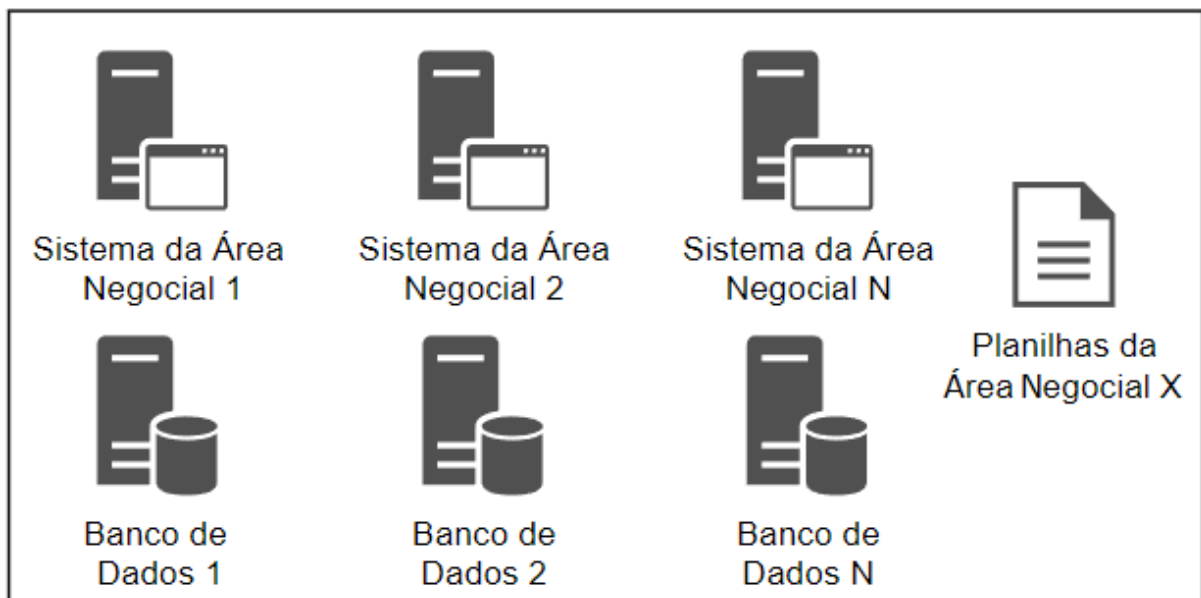 Sistema da Área
Negocial 1
Sistema da Área
Negocial 2
Sistema da Área
Negocial N
Planilhas da
Área Negocial X
Banco de
Dados 1
Banco de
Dados 2
Banco de
Dados N